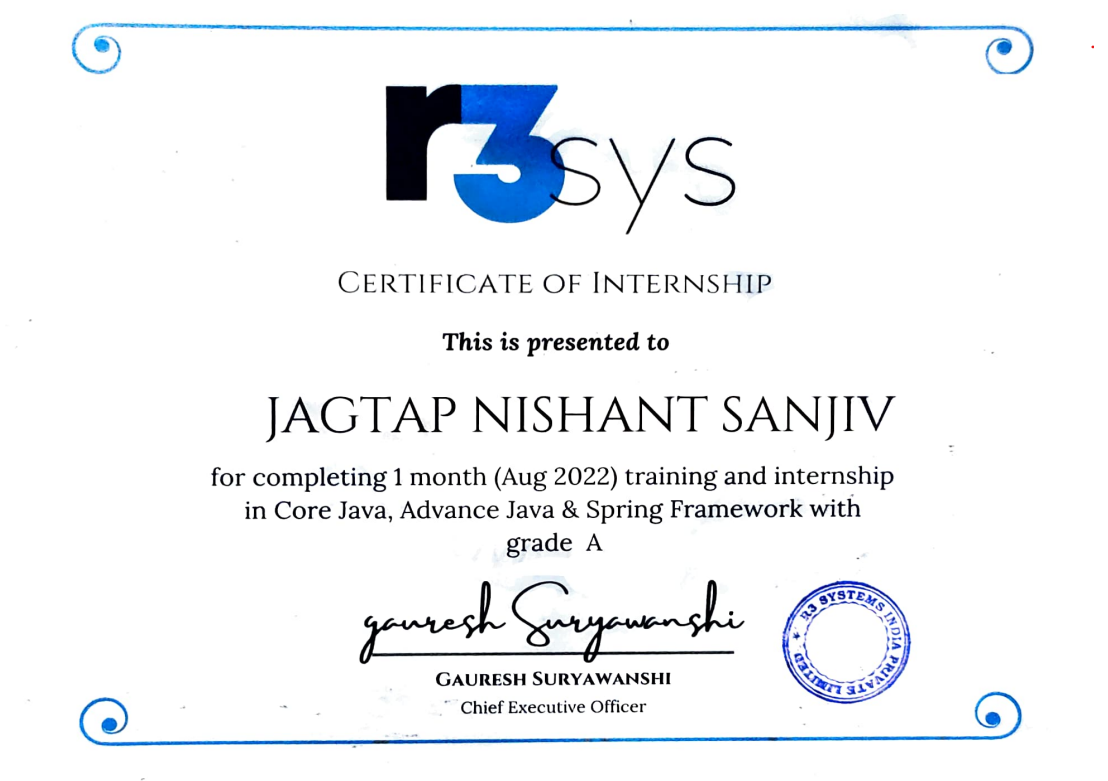 r3sys
CERTIFICATE OF INTERNSHIP
This is presented to
JAGTAP NISHANT SANJIV
for completing 1 month (Aug 2022) training and internship
in Core Java, Advance Java & Spring Framework with
grade A
gauresh Suryawanshi
GAURESH SURYAWANSHI
Chief Executive Officer
R3 SYSTEMS INDIA PRIVATE LIMITED ★